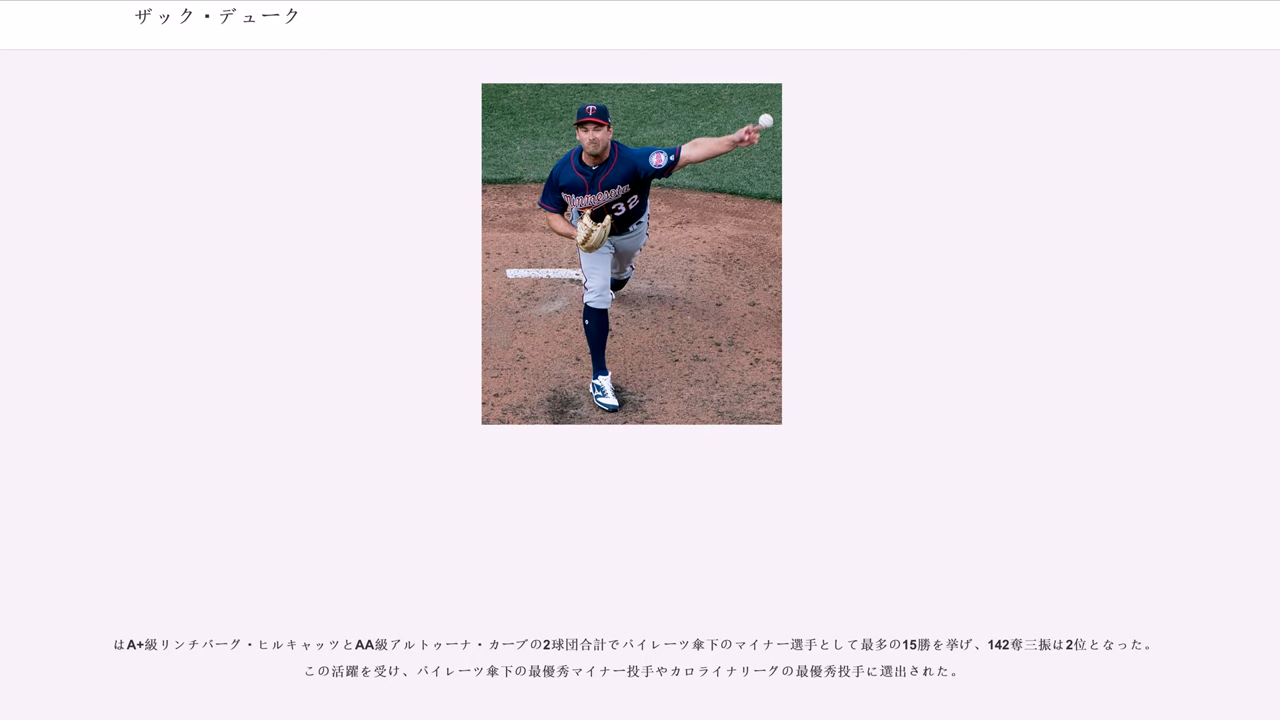 ザック・デューク
Minnesota
32
はA+級リンチバーグ・ヒルキャッツとAA級アルトゥーナ・カーブの2球団合計でパイレーツ傘下のマイナー選手として最多の15勝を挙げ、142奪三振は2位となった。
この活躍を受け、パイレーツ傘下の最優秀マイナー投手やカロライナリーグの最優秀投手に選出された。